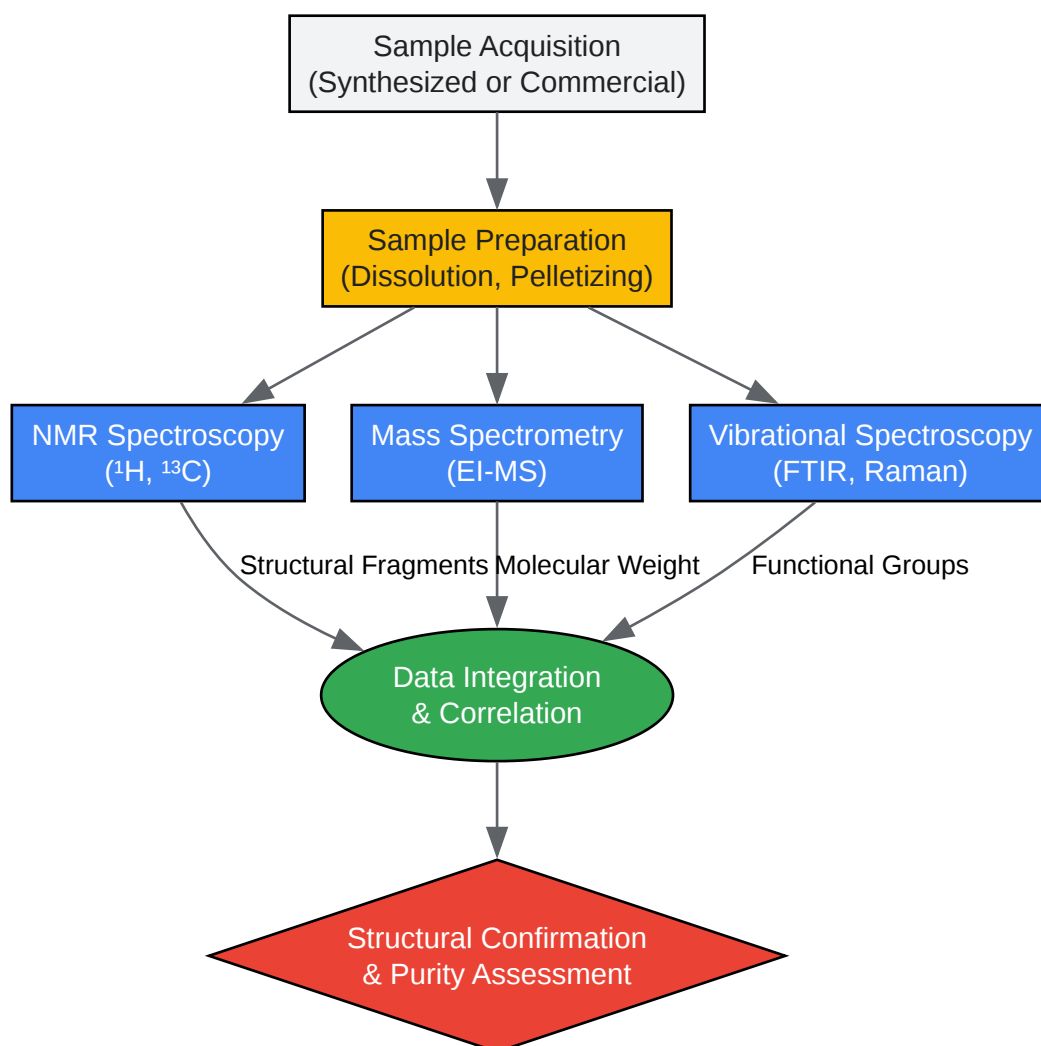 Sample Acquisition
(Synthesized or Commercial)
Sample Preparation
(Dissolution, Pelletizing)
NMR Spectroscopy
(¹H, ¹³C)
Mass Spectrometry
(EI-MS)
Vibrational Spectroscopy
(FTIR, Raman)
Structural Fragments
Molecular Weight
Functional Groups
Data Integration
& Correlation
Structural Confirmation
& Purity Assessment